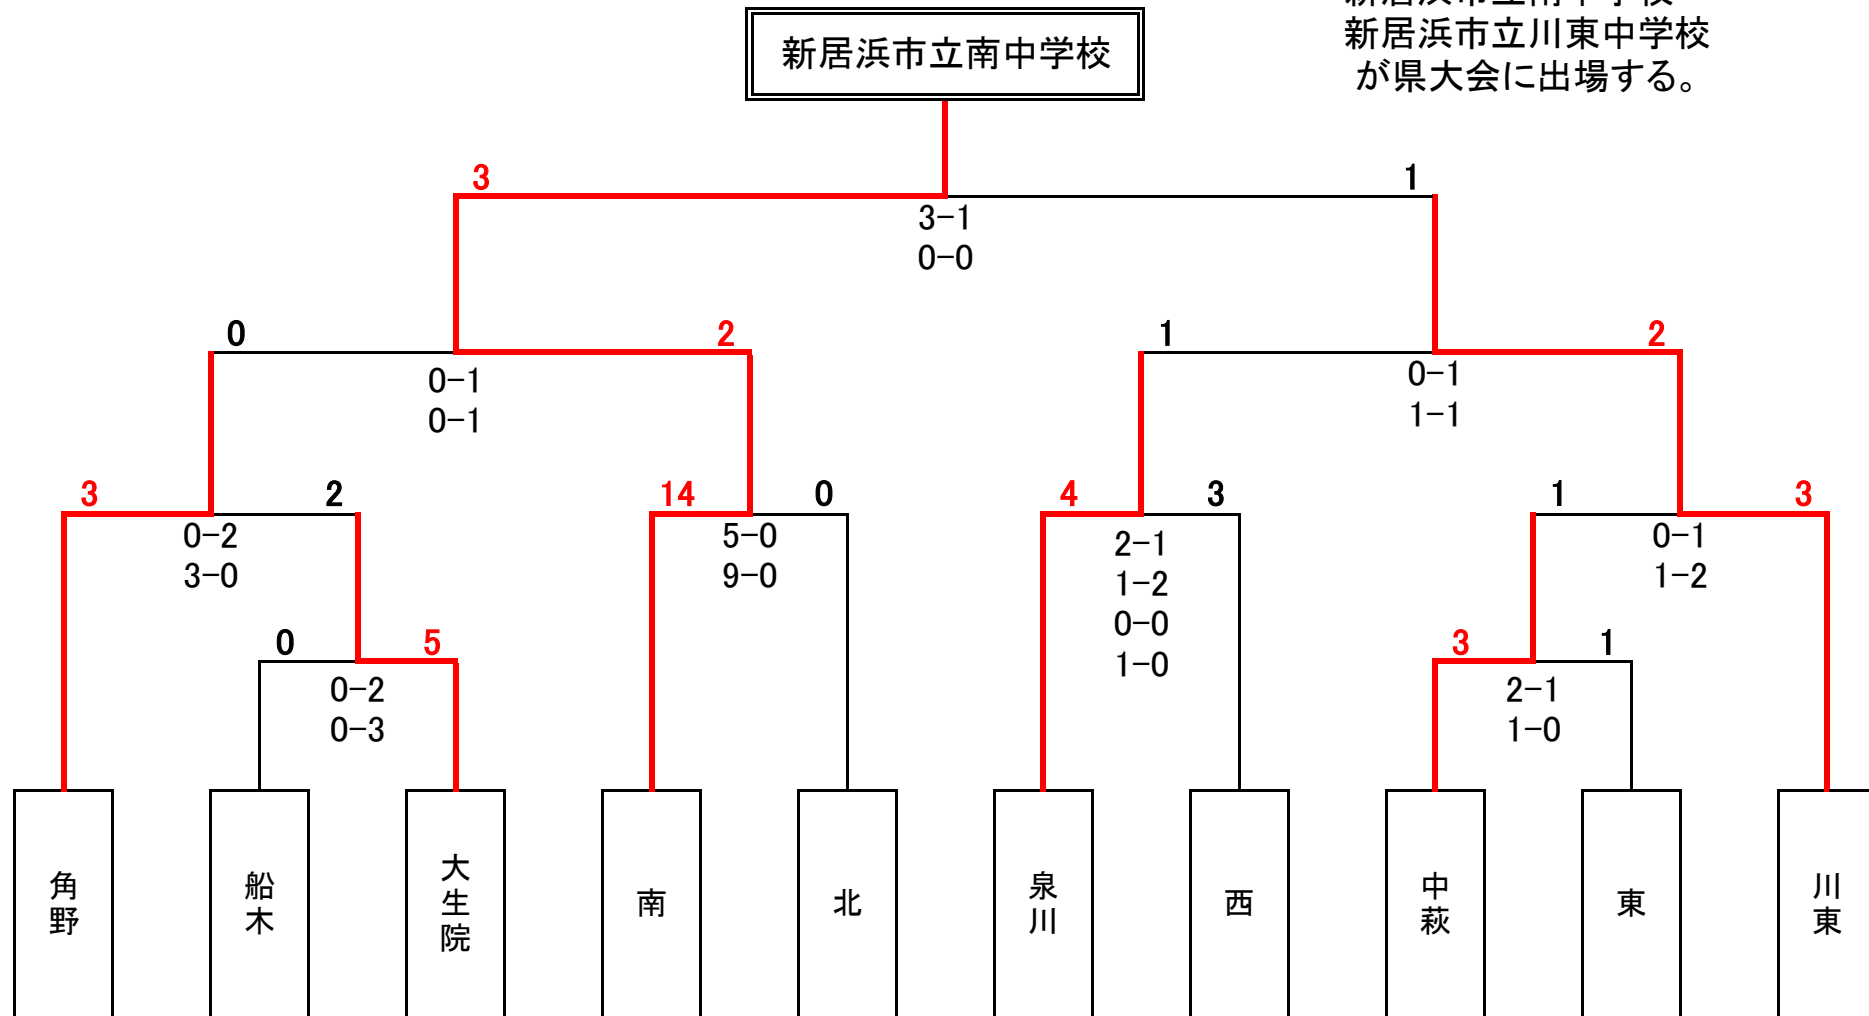 新居浜市立南中学校
新居浜市立南中学校
新居浜市立川東中学校
が県大会に出場する。
3
1
3-1
0-0
0
2
0-1
0-1
1
2
0-1
1-1
3
2
0-2
3-0
14
0
5-0
9-0
4
3
2-1
1-2
0-0
1-0
1
3
0-1
1-2
0
5
0-2
0-3
3
1
2-1
1-0
角野
船木
大生院
南
北
泉川
西
中萩
東
川東